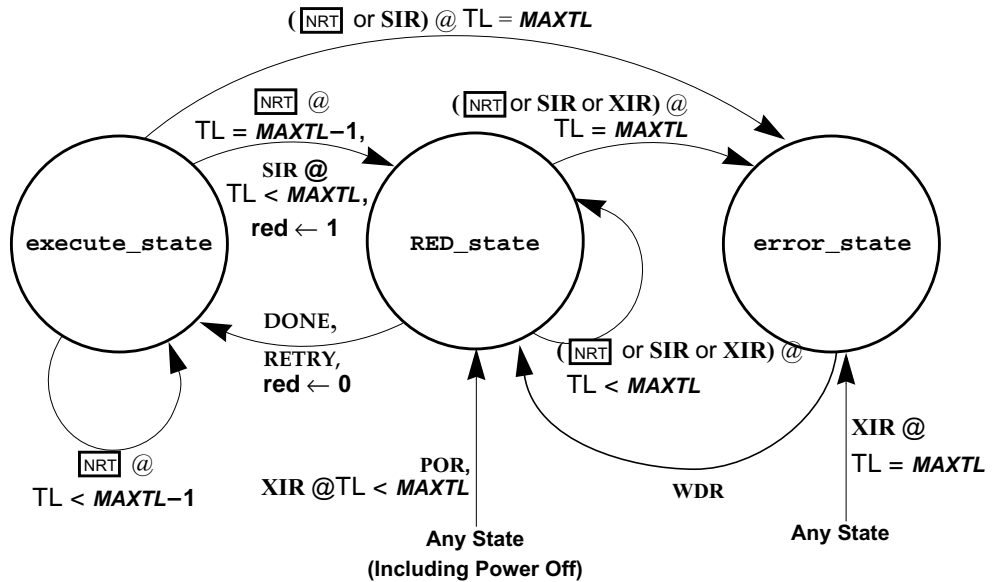 ( NRT or SIR) @ TL = MAXTL
NRT @
TL = MAXTL–1,
SIR @
TL < MAXTL,
red ← 1
( NRT or SIR or XIR) @
TL = MAXTL
execute_state
RED_state
error_state
DONE,
RETRY,
red ← 0
( NRT or SIR or XIR) @
TL < MAXTL
NRT @
TL < MAXTL–1
POR,
XIR @TL < MAXTL
WDR
XIR @
TL = MAXTL
Any State
(Including Power Off)
Any State